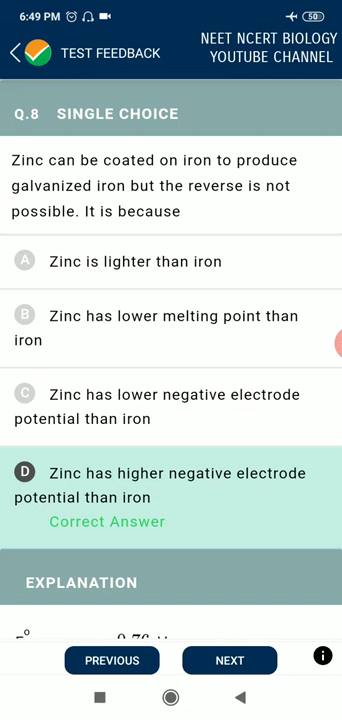 6:49 PM
50
TEST FEEDBACK
NEET NCERT BIOLOGY
YOUTUBE CHANNEL
Q.8 SINGLE CHOICE
Zinc can be coated on iron to produce
galvanized iron but the reverse is not
possible. It is because
A Zinc is lighter than iron
B Zinc has lower melting point than
iron
C Zinc has lower negative electrode
potential than iron
D Zinc has higher negative electrode
potential than iron
Correct Answer
EXPLANATION
PREVIOUS
NEXT